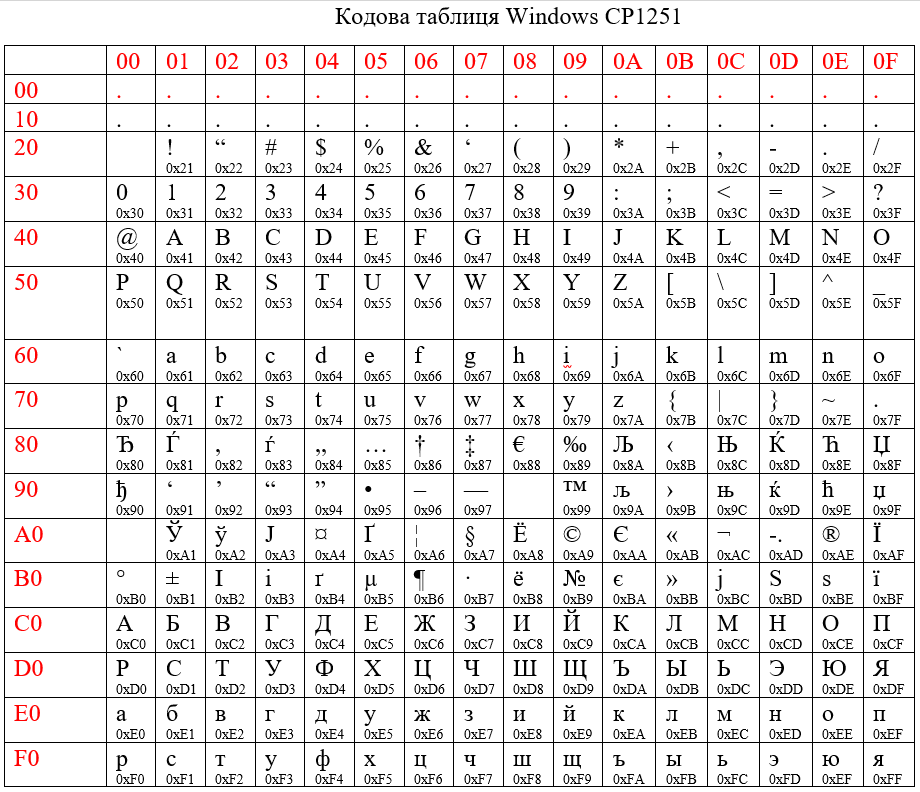 Кодова таблиця Windows CP1251
00 01 02 03 04 05 06 07 08 09 0A 0B 0C 0D 0E 0F
00 . . . . . . . . . . . . . . . .
10 . . . . . . . . . . . . . . . .
20 ! “ # $ % & ‘ ( ) * + , - . /
0x21 0x22 0x23 0x24 0x25 0x26 0x27 0x28 0x29 0x2A 0x2B 0x2C 0x2D 0x2E 0x2F
30 0 1 2 3 4 5 6 7 8 9 : ; < = > ?
0x30 0x31 0x32 0x33 0x34 0x35 0x36 0x37 0x38 0x39 0x3A 0x3B 0x3C 0x3D 0x3E 0x3F
40 @ A B C D E F G H I J K L M N O
0x40 0x41 0x42 0x43 0x44 0x45 0x46 0x47 0x48 0x49 0x4A 0x4B 0x4C 0x4D 0x4E 0x4F
50 P Q R S T U V W X Y Z [ \ ] ^ _
0x50 0x51 0x52 0x53 0x54 0x55 0x56 0x57 0x58 0x59 0x5A 0x5B 0x5C 0x5D 0x5E 0x5F
60 ` a b c d e f g h i j k l m n o
0x60 0x61 0x62 0x63 0x64 0x65 0x66 0x67 0x68 0x69 0x6A 0x6B 0x6C 0x6D 0x6E 0x6F
70 p q r s t u v w x y z { | } ~ .
0x70 0x71 0x72 0x73 0x74 0x75 0x76 0x77 0x78 0x79 0x7A 0x7B 0x7C 0x7D 0x7E 0x7F
80 Ђ Ѓ ‚ ѓ „ … † ‡ € ‰ Љ ‹ Њ Ќ Ћ Џ
0x80 0x81 0x82 0x83 0x84 0x85 0x86 0x87 0x88 0x89 0x8A 0x8B 0x8C 0x8D 0x8E 0x8F
90 ђ ‘ ’ “ ” • – — ™ љ › њ ќ ћ џ
0x90 0x91 0x92 0x93 0x94 0x95 0x96 0x97 0x99 0x9A 0x9B 0x9C 0x9D 0x9E 0x9F
A0 Ў ў Ј ¤ Ґ ¦ § Ё © Є « ¬ -. ® Ї
0xA1 0xA2 0xA3 0xA4 0xA5 0xA6 0xA7 0xA8 0xA9 0xAA 0xAB 0xAC 0xAD 0xAE 0xAF
B0 ° ± І і ґ µ ¶ · ё № є » ј Ѕ ѕ ї
0xB0 0xB1 0xB2 0xB3 0xB4 0xB5 0xB6 0xB7 0xB8 0xB9 0xBA 0xBB 0xBC 0xBD 0xBE 0xBF
C0 А Б В Г Д Е Ж З И Й К Л М Н О П
0xC0 0xC1 0xC2 0xC3 0xC4 0xC5 0xC6 0xC7 0xC8 0xC9 0xCA 0xCB 0xCC 0xCD 0xCE 0xCF
D0 Р С Т У Ф Х Ц Ч Ш Щ Ъ Ы Ь Э Ю Я
0xD0 0xD1 0xD2 0xD3 0xD4 0xD5 0xD6 0xD7 0xD8 0xD9 0xDA 0xDB 0xDC 0xDD 0xDE 0xDF
E0 а б в г д у ж з и й к л м н о п
0xE0 0xE1 0xE2 0xE3 0xE4 0xE5 0xE6 0xE7 0xE8 0xE9 0xEA 0xEB 0xEC 0xED 0xEE 0xEF
F0 р с т у ф х ц ч ш щ ъ ы ь э ю я
0xF0 0xF1 0xF2 0xF3 0xF4 0xF5 0xF6 0xF7 0xF8 0xF9 0xFA 0xFB 0xFC 0xFD 0xEF 0xFF